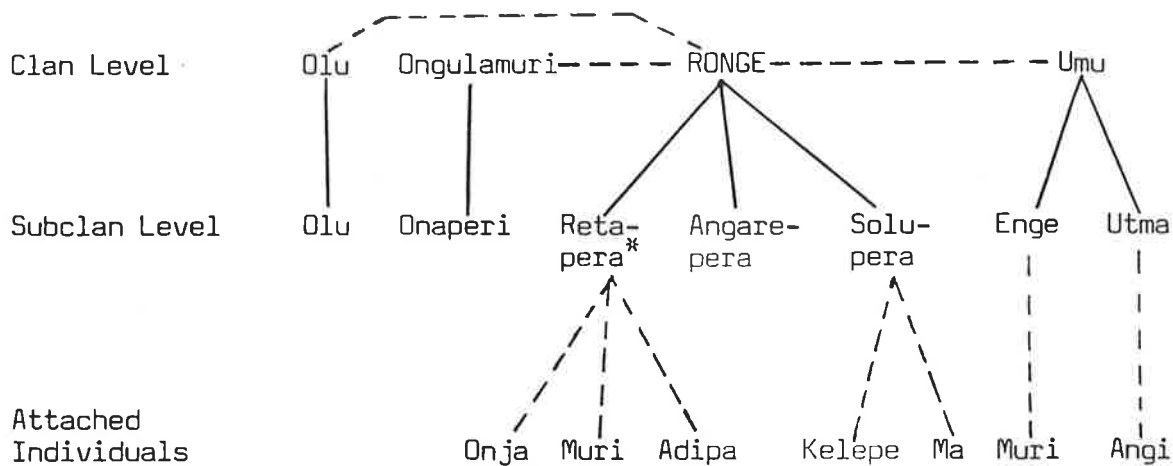 Clan Level Olu Ongulamuri RONGE Umu
Subclan Level Olu Onaperi Reta- Angare- Solu- Enge Utma
pera* pera pera
Attached
Individuals Onja Muri Adipa Kelepe Ma Muri Angi